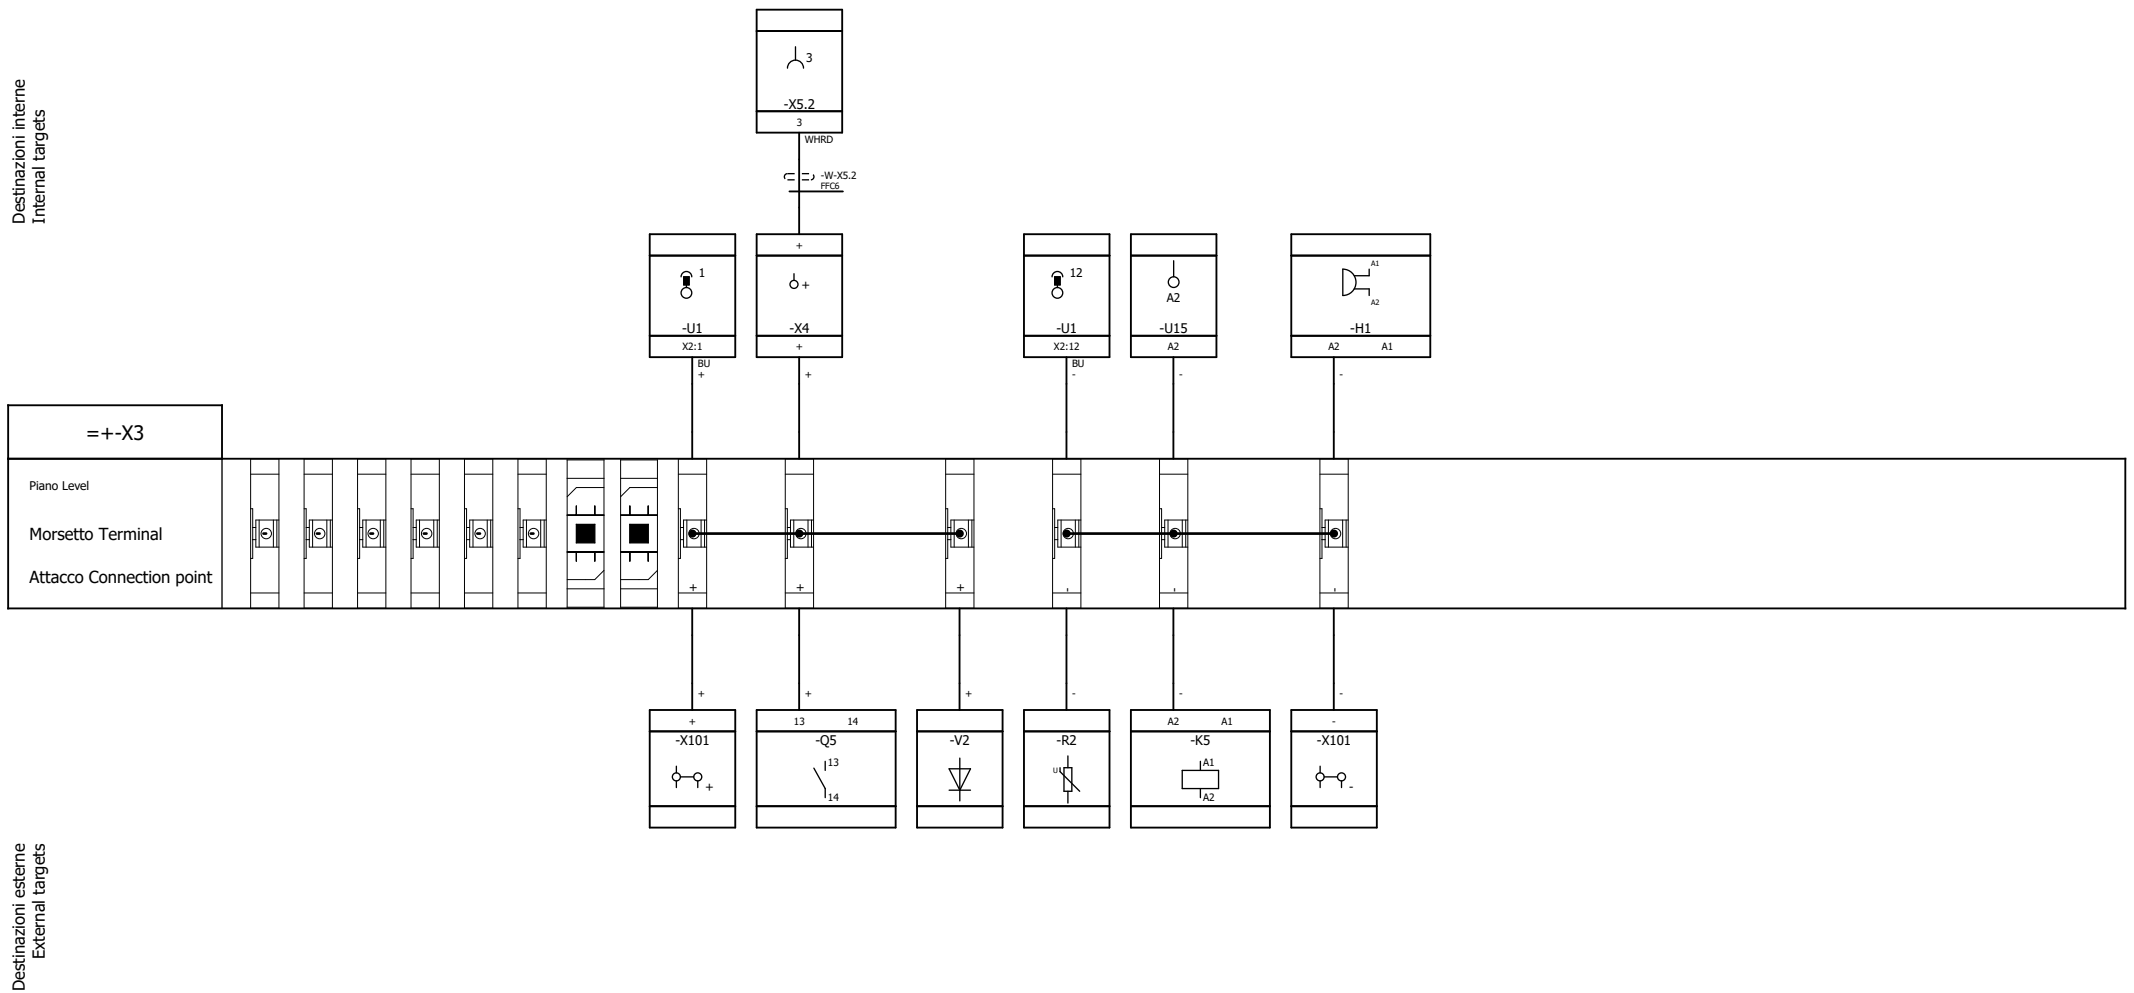 Destinazioni interne
Internal targets
3
-X5.2
3
WHRD
-W-X5.2
FFC6
1
-U1
X2:1
BU
+
+
+
-X4
+
+
12
-U1
X2:12
BU
-
A2
-U15
A2
-
A1
A2
-H1
A2 A1
-
=+-X3
Piano Level
Morsetto Terminal
Attacco Connection point
+ + + - - -
+ + + - - -
+
-X101
+
13 14
-Q5
13
14
-V2
-R2
U
A2 A1
-K5
A1
A2
-
-X101
-
Destinazioni esterne
External targets